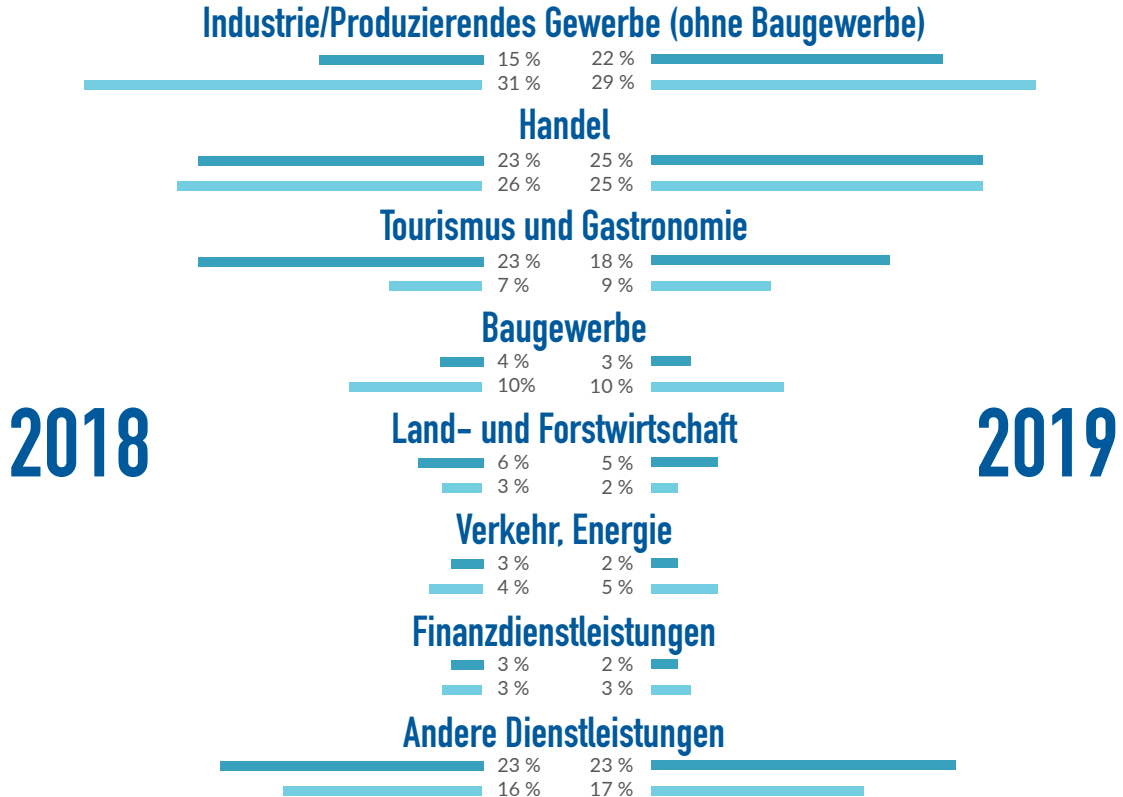 Industrie/Produzierendes Gewerbe (ohne Baugewerbe)
15 % 22 %
31 % 29 %
Handel
23 % 25 %
26 % 25 %
Tourismus und Gastronomie
23 % 18 %
7 % 9 %
Baugewerbe
4 % 3 %
10% 10 %
2018
Land- und Forstwirtschaft
2019
6 % 5 %
3 % 2 %
Verkehr, Energie
3 % 2 %
4 % 5 %
Finanzdienstleistungen
3 % 2 %
3 % 3 %
Andere Dienstleistungen
23 % 23 %
16 % 17 %